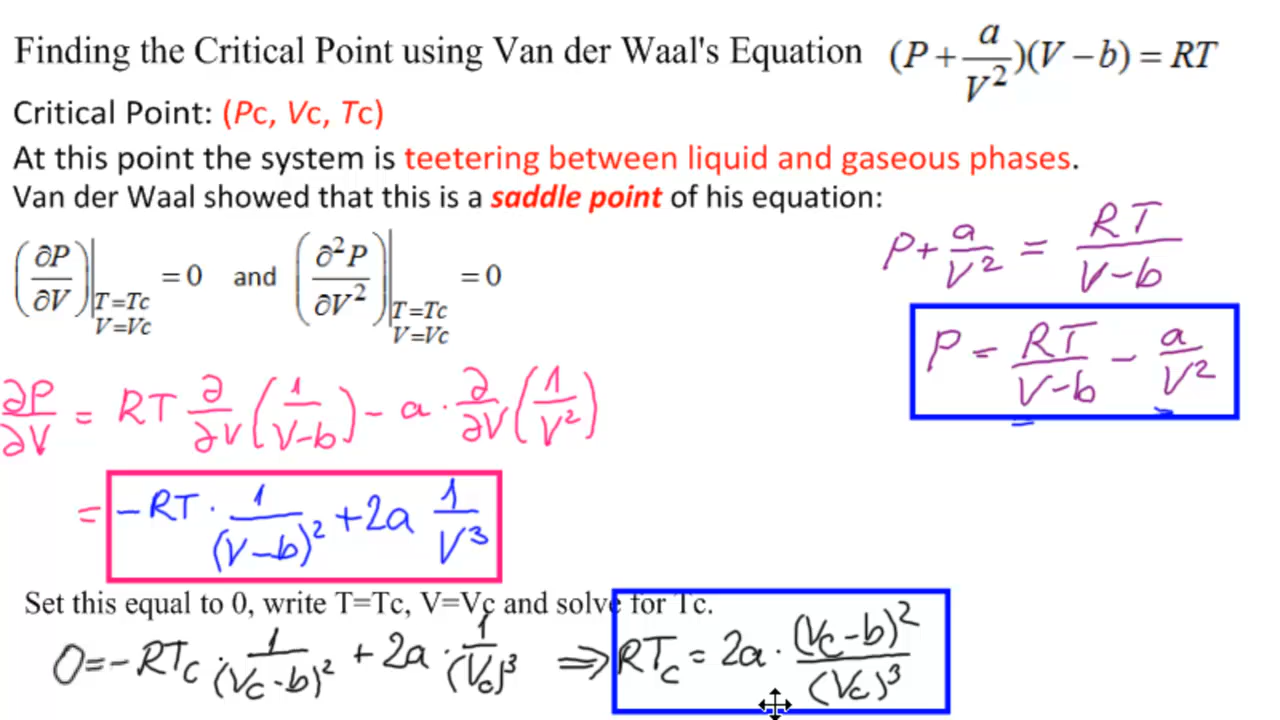 Finding the Critical Point using Van der Waal's Equation (P + a/V²)(V − b) = RT
Critical Point: (Pc, Vc, Tc)
At this point the system is teetering between liquid and gaseous phases.
Van der Waal showed that this is a saddle point of his equation:
(∂P/∂V)|T=Tc V=Vc = 0 and (∂²P/∂V²)|T=Tc V=Vc = 0
P + a/V² = RT/(V−b)
P = RT/(V−b) − a/V²
∂P/∂V = RT ∂/∂V (1/(V−b)) − a · ∂/∂V (1/V²)
= −RT · 1/(V−b)² + 2a 1/V³
Set this equal to 0, write T=Tc, V=Vc and solve for Tc.
0 = −RTc · 1/(Vc−b)² + 2a · 1/(Vc)³ ⇒ RTc = 2a · (Vc−b)²/(Vc)³